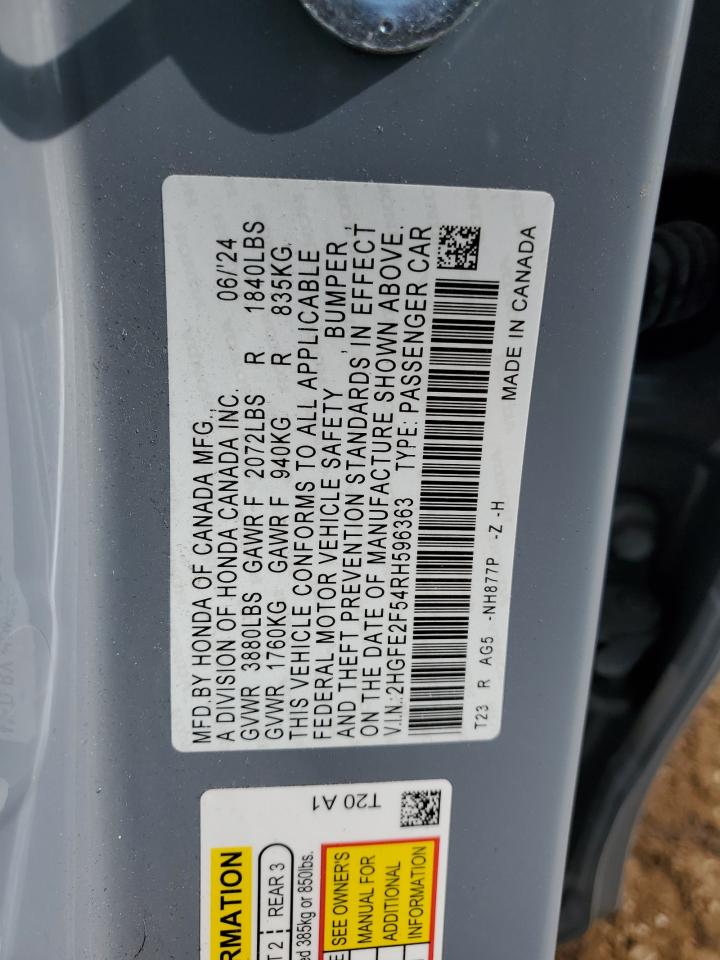 MFD.BY HONDA OF CANADA MFG., 06/'24
A DIVISION OF HONDA CANADA INC.
GVWR 3880LBS GAWR F 2072LBS R 1840LBS
GVWR 1760KG GAWR F 940KG R 835KG.
THIS VEHICLE CONFORMS TO ALL APPLICABLE
FEDERAL MOTOR VEHICLE SAFETY, BUMPER,
AND THEFT PREVENTION STANDARDS, IN EFFECT
ON THE DATE OF MANUFACTURE SHOWN ABOVE.
V.I.N.:2HGFE2F54RH596363 TYPE: PASSENGER CAR
T23 R AG5 -NH877P -Z -H
MADE IN CANADA
T20 A1
RMATION
T 2 REAR 3
ed 385kg or 850lbs.
E SEE OWNER'S
MANUAL FOR
ADDITIONAL
INFORMATION